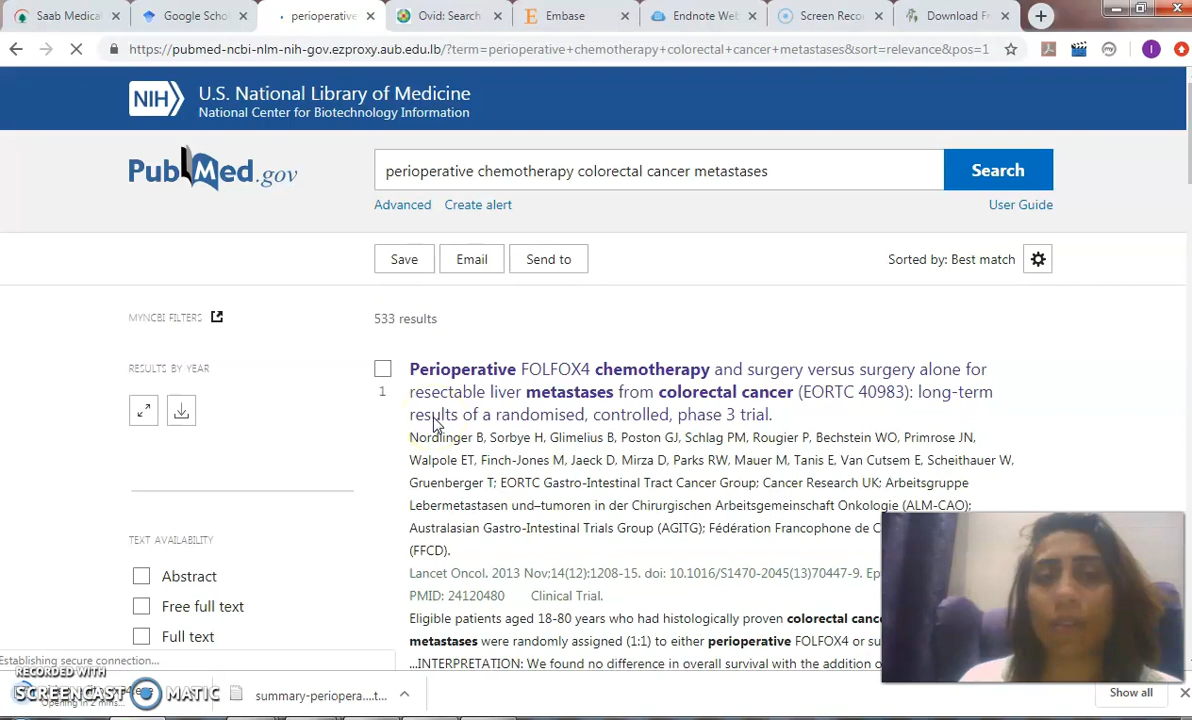 Saab Medical
Google Scho
perioperative
Ovid: Search
Embase
Endnote Web
Screen Reco
Download F
https://pubmed-ncbi-nlm-nih-gov.ezproxy.aub.edu.lb/?term=perioperative+chemotherapy+colorectal+cancer+metastases&sort=relevance&pos=1
NIH U.S. National Library of Medicine
National Center for Biotechnology Information
PubMed.gov
perioperative chemotherapy colorectal cancer metastases
Search
Advanced Create alert User Guide
Save Email Send to Sorted by: Best match
MYNCBI FILTERS 533 results
RESULTS BY YEAR
1
Perioperative FOLFOX4 chemotherapy and surgery versus surgery alone for
resectable liver metastases from colorectal cancer (EORTC 40983): long-term
results of a randomised, controlled, phase 3 trial.
Nordlinger B, Sorbye H, Glimelius B, Poston GJ, Schlag PM, Rougier P, Bechstein WO, Primrose JN,
Walpole ET, Finch-Jones M, Jaeck D, Mirza D, Parks RW, Mauer M, Tanis E, Van Cutsem E, Scheithauer W,
Gruenberger T; EORTC Gastro-Intestinal Tract Cancer Group; Cancer Research UK; Arbeitsgruppe
Lebermetastasen und–tumoren in der Chirurgischen Arbeitsgemeinschaft Onkologie (ALM-CAO);
Australasian Gastro-Intestinal Trials Group (AGITG); Fédération Francophone de C
(FFCD).
Lancet Oncol. 2013 Nov;14(12):1208-15. doi: 10.1016/S1470-2045(13)70447-9. Ep
PMID: 24120480 Clinical Trial.
Eligible patients aged 18-80 years who had histologically proven colorectal canc
metastases were randomly assigned (1:1) to either perioperative FOLFOX4 or su
...INTERPRETATION: We found no difference in overall survival with the addition o
TEXT AVAILABILITY
Abstract
Free full text
Full text
Establishing secure connection...
RECORDED WITH
SCREENCAST MATIC
Opening in 2 mins...
summary-periopera....t...
Show all